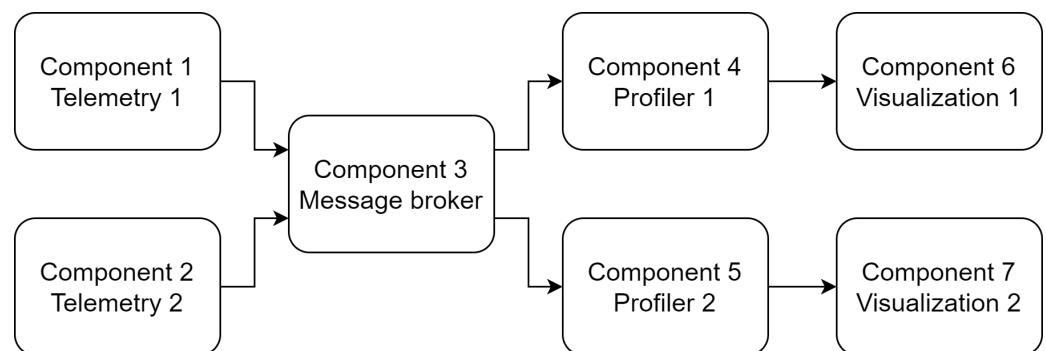 Component 1
Telemetry 1
Component 2
Telemetry 2
Component 3
Message broker
Component 4
Profiler 1
Component 5
Profiler 2
Component 6
Visualization 1
Component 7
Visualization 2